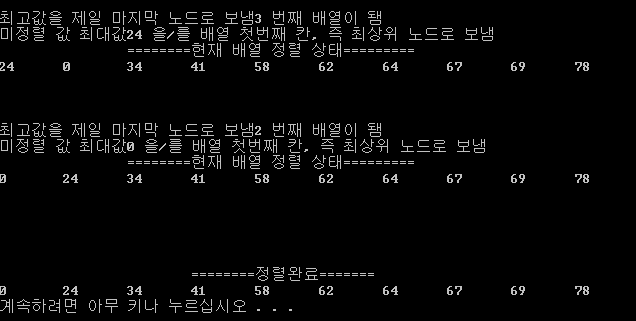 최고값을 제일 마지막 노드로 보냄3 번째 배열이 됌
미정렬 값 최대값24 을/를 배열 첫번째 칸, 즉 최상위 노드로 보냄
========현재 배열 정렬 상태=========
24 0 34 41 58 62 64 67 69 78
최고값을 제일 마지막 노드로 보냄2 번째 배열이 됌
미정렬 값 최대값0 을/를 배열 첫번째 칸, 즉 최상위 노드로 보냄
========현재 배열 정렬 상태=========
0 24 34 41 58 62 64 67 69 78
========정렬완료=======
0 24 34 41 58 62 64 67 69 78
계속하려면 아무 키나 누르십시오 . . .